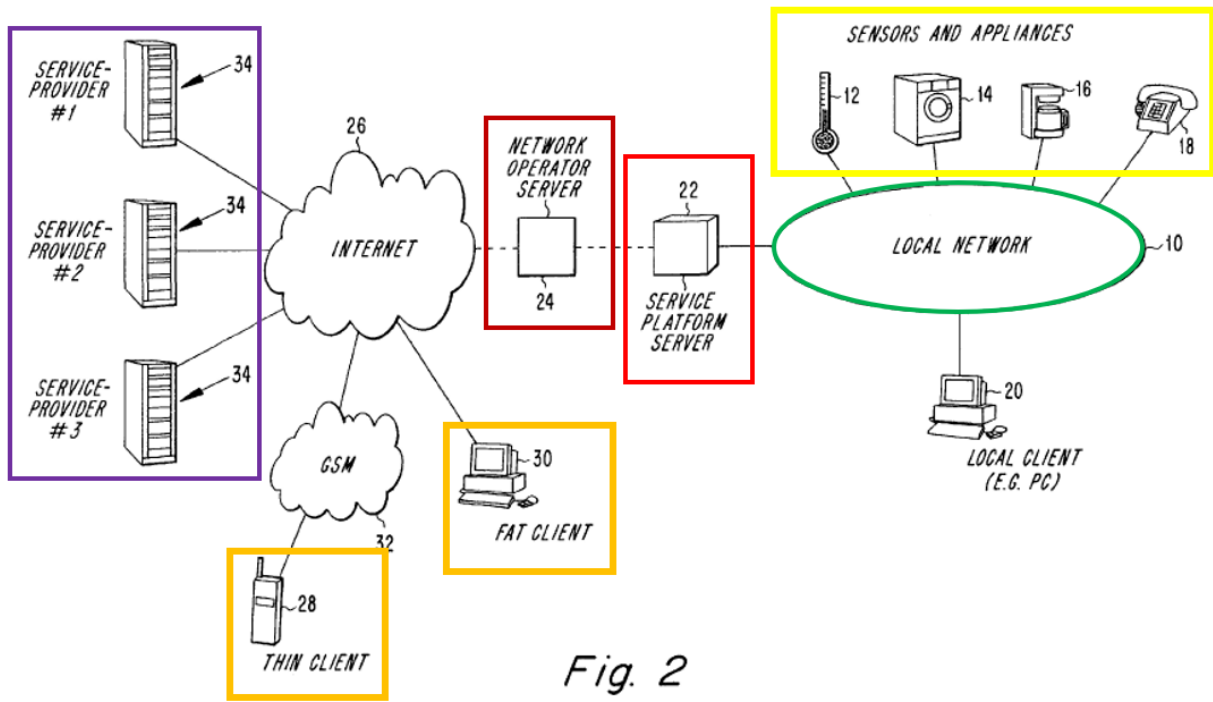 SERVICE-
PROVIDER
#1
34
SERVICE-
PROVIDER
#2
34
SERVICE-
PROVIDER
#3
34
26
INTERNET
GSM
32
28
THIN CLIENT
30
FAT CLIENT
NETWORK
OPERATOR
SERVER
24
22
SERVICE
PLATFORM
SERVER
SENSORS AND APPLIANCES
12
14
16
18
LOCAL NETWORK
10
20
LOCAL CLIENT
(E.G. PC)
Fig. 2